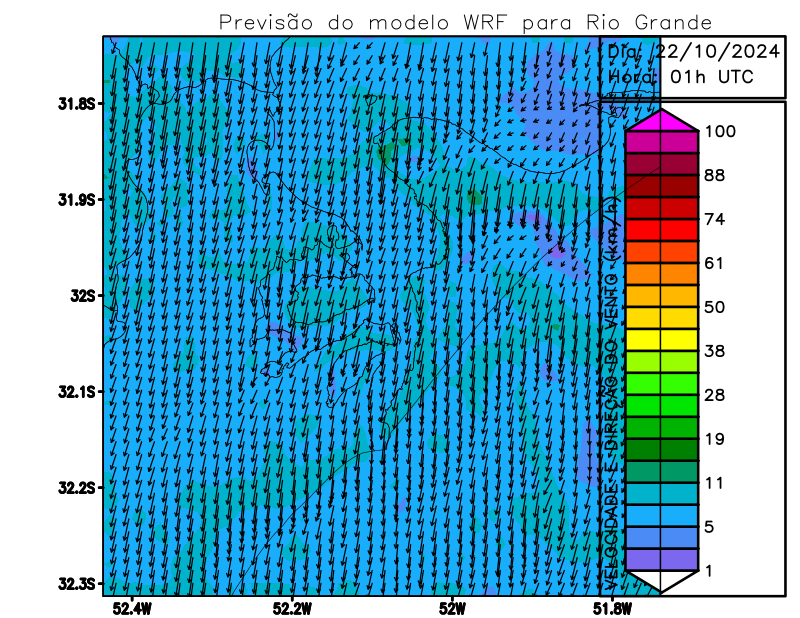 Previsão do modelo WRF para Rio Grande
Dia: 22/10/2024
Hora: 01h UTC
31.8S
31.9S
32S
32.1S
32.2S
32.3S
52.4W
52.2W
52W
51.8W
VELOCIDADE E DIREÇÃO DO VENTO (km/h)
100
88
74
61
50
38
28
19
11
5
1